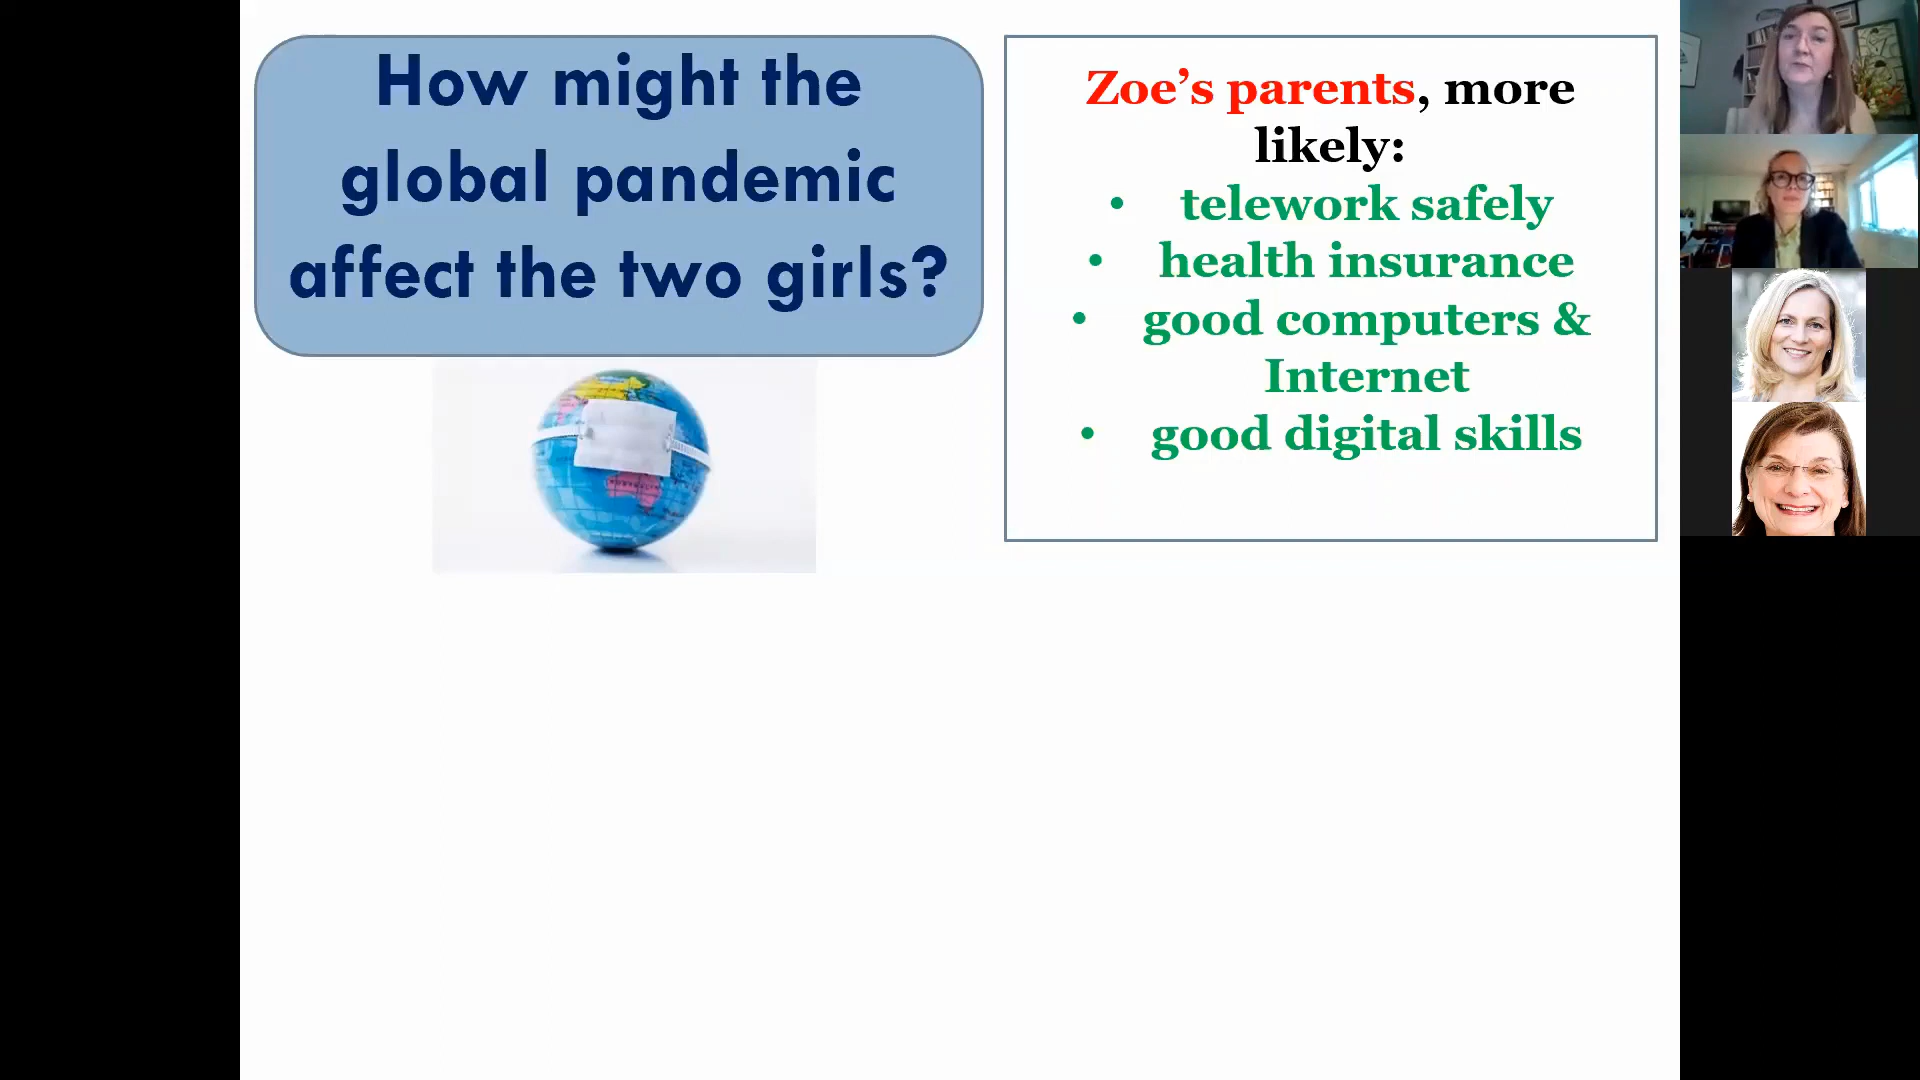 How might the
global pandemic
affect the two girls?
Zoe’s parents, more
likely:
• telework safely
• health insurance
• good computers &
Internet
• good digital skills